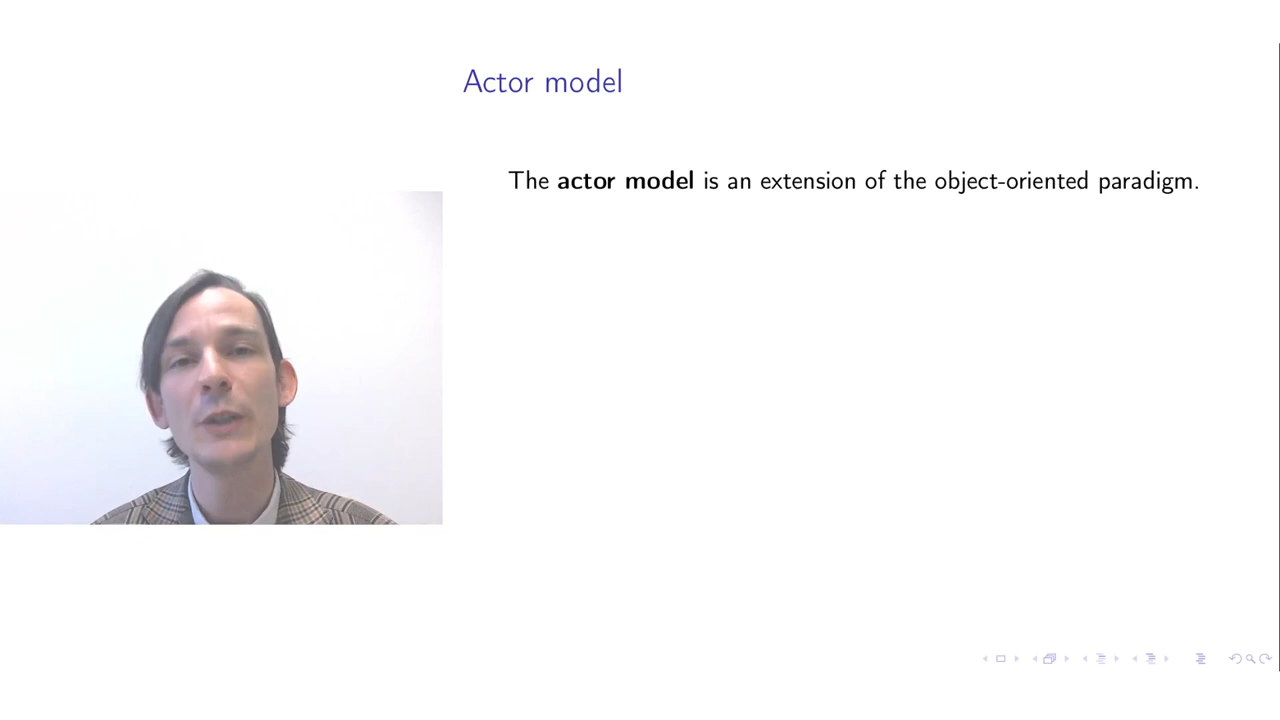 Actor model
The actor model is an extension of the object-oriented paradigm.